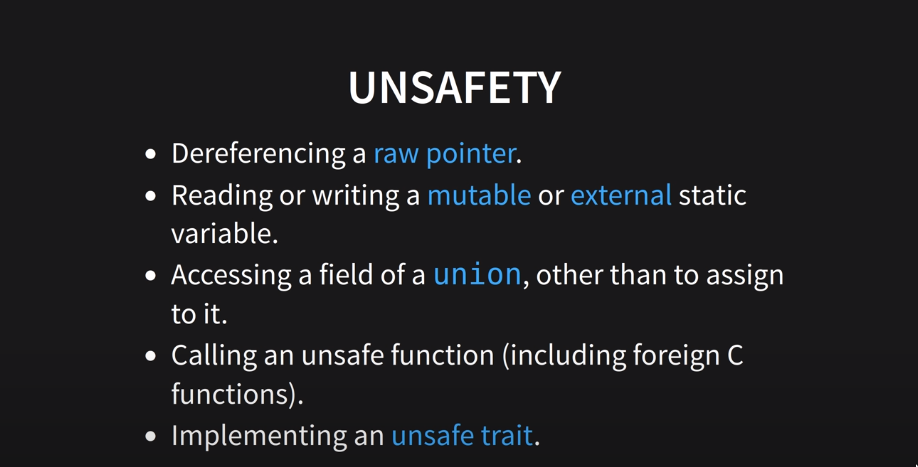 UNSAFETY
• Dereferencing a raw pointer.
• Reading or writing a mutable or external static
variable.
• Accessing a field of a union, other than to assign
to it.
• Calling an unsafe function (including foreign C
functions).
• Implementing an unsafe trait.